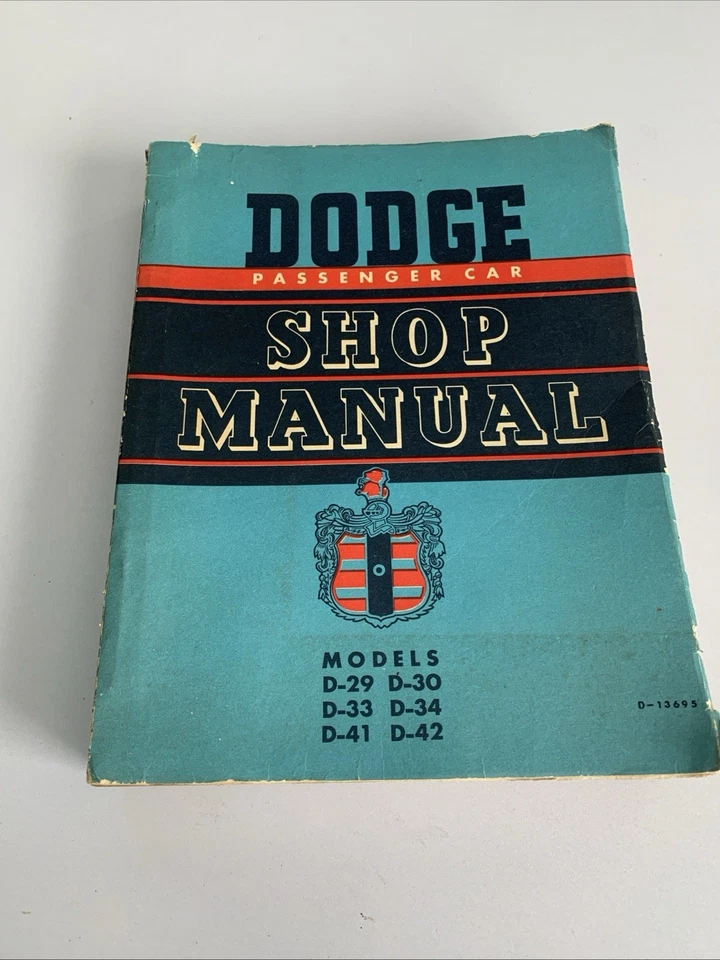 DODGE
PASSENGER CAR
SHOP
MANUAL
MODELS
D-29 D-30
D-33 D-34
D-41 D-42
D-13695